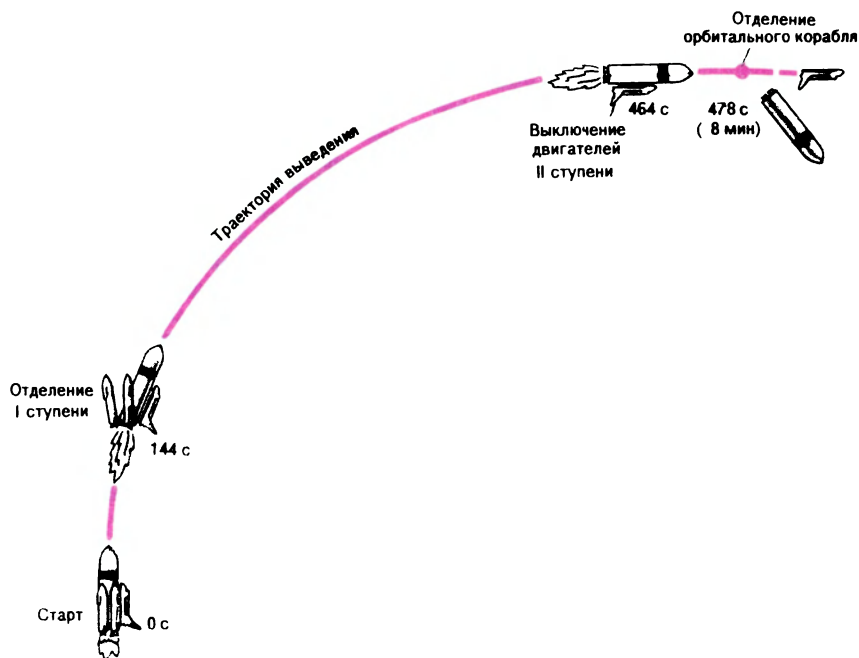 Отделение
орбитального корабля
464 с
478 с
( 8 мин)
Выключение
двигателей
II ступени
Траектория выведения
Отделение
I ступени
144 с
Старт
0 с